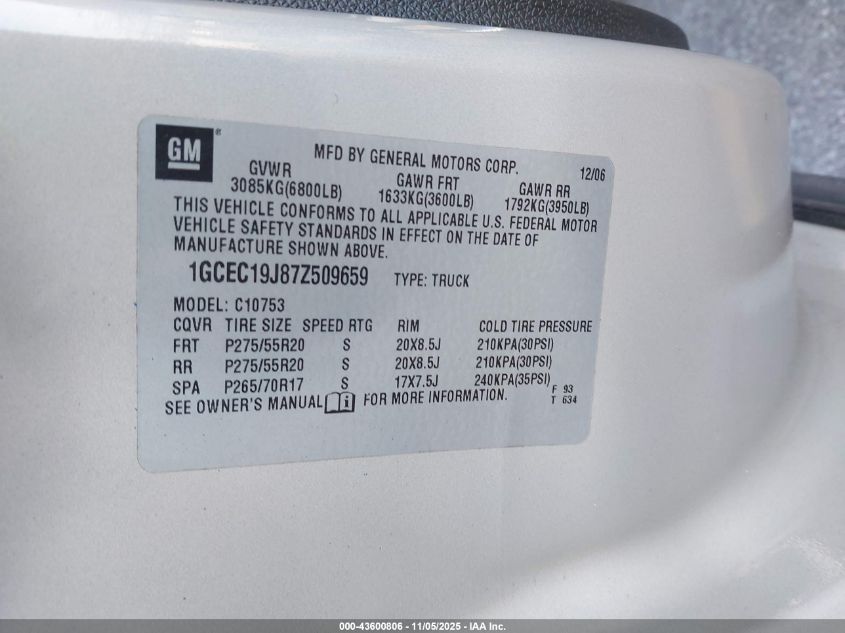 GM ®
MFD BY GENERAL MOTORS CORP. 12/06
GVWR GAWR FRT GAWR RR
3085KG(6800LB) 1633KG(3600LB) 1792KG(3950LB)
THIS VEHICLE CONFORMS TO ALL APPLICABLE U.S. FEDERAL MOTOR
VEHICLE SAFETY STANDARDS IN EFFECT ON THE DATE OF
MANUFACTURE SHOWN ABOVE.
1GCEC19J87Z509659 TYPE: TRUCK
MODEL: C10753
CQVR TIRE SIZE SPEED RTG RIM COLD TIRE PRESSURE
FRT P275/55R20 S 20X8.5J 210KPA(30PSI)
RR P275/55R20 S 20X8.5J 210KPA(30PSI)
SPA P265/70R17 S 17X7.5J 240KPA(35PSI)
SEE OWNER'S MANUAL i FOR MORE INFORMATION.
F 93
T 634
000-43600806 - 11/05/2025 - IAA Inc.